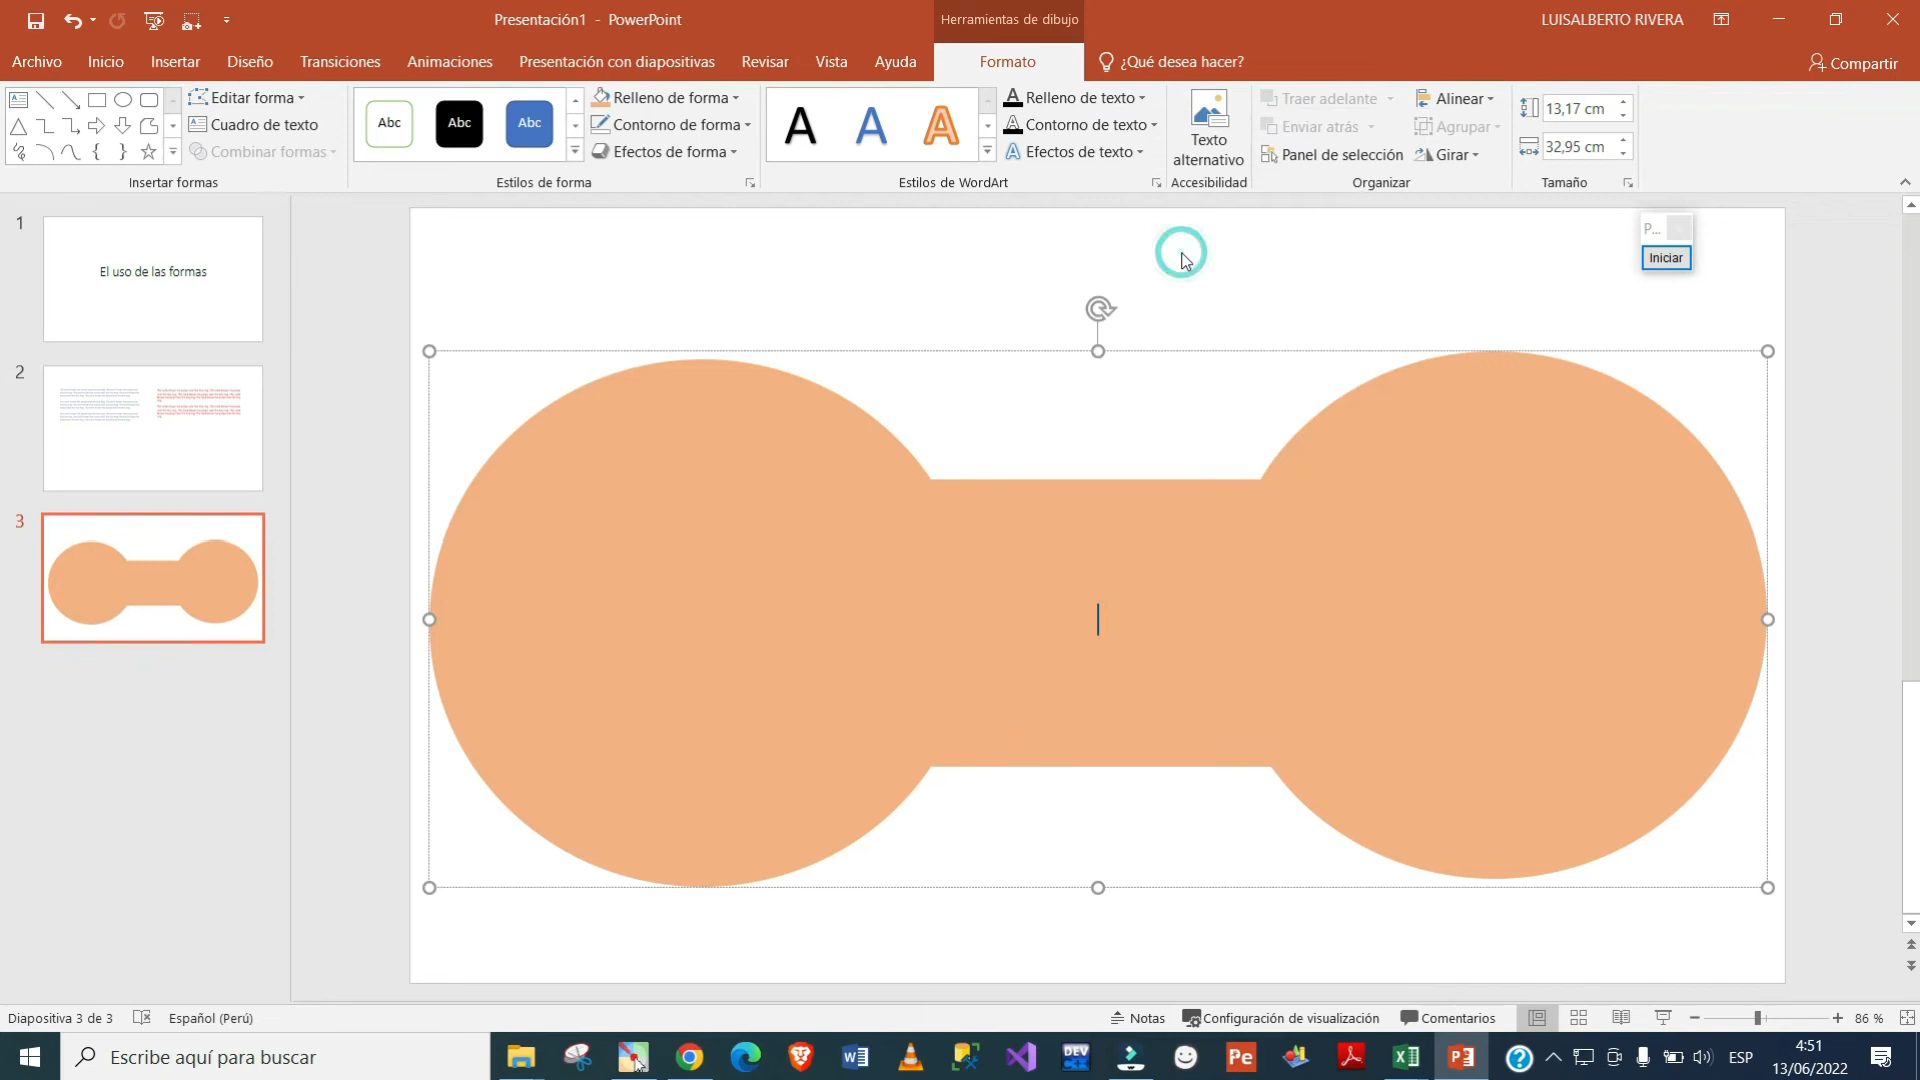 Presentación1 - PowerPoint
Herramientas de dibujo
LUISALBERTO RIVERA
Archivo
Inicio
Insertar
Diseño
Transiciones
Animaciones
Presentación con diapositivas
Revisar
Vista
Ayuda
Formato
¿Qué desea hacer?
Compartir
Editar forma
Cuadro de texto
Combinar formas
Insertar formas
Abc
Abc
Abc
Relleno de forma
Contorno de forma
Efectos de forma
Estilos de forma
A
A
A
Relleno de texto
Contorno de texto
Efectos de texto
Estilos de WordArt
Texto
alternativo
Accesibilidad
Traer adelante
Enviar atrás
Panel de selección
Alinear
Agrupar
Girar
Organizar
13,17 cm
32,95 cm
Tamaño
P...
Iniciar
1
El uso de las formas
2
3
Diapositiva 3 de 3
Español (Perú)
Notas
Configuración de visualización
Comentarios
86 %
Escribe aquí para buscar
DEV
Pe
ESP
4:51
13/06/2022